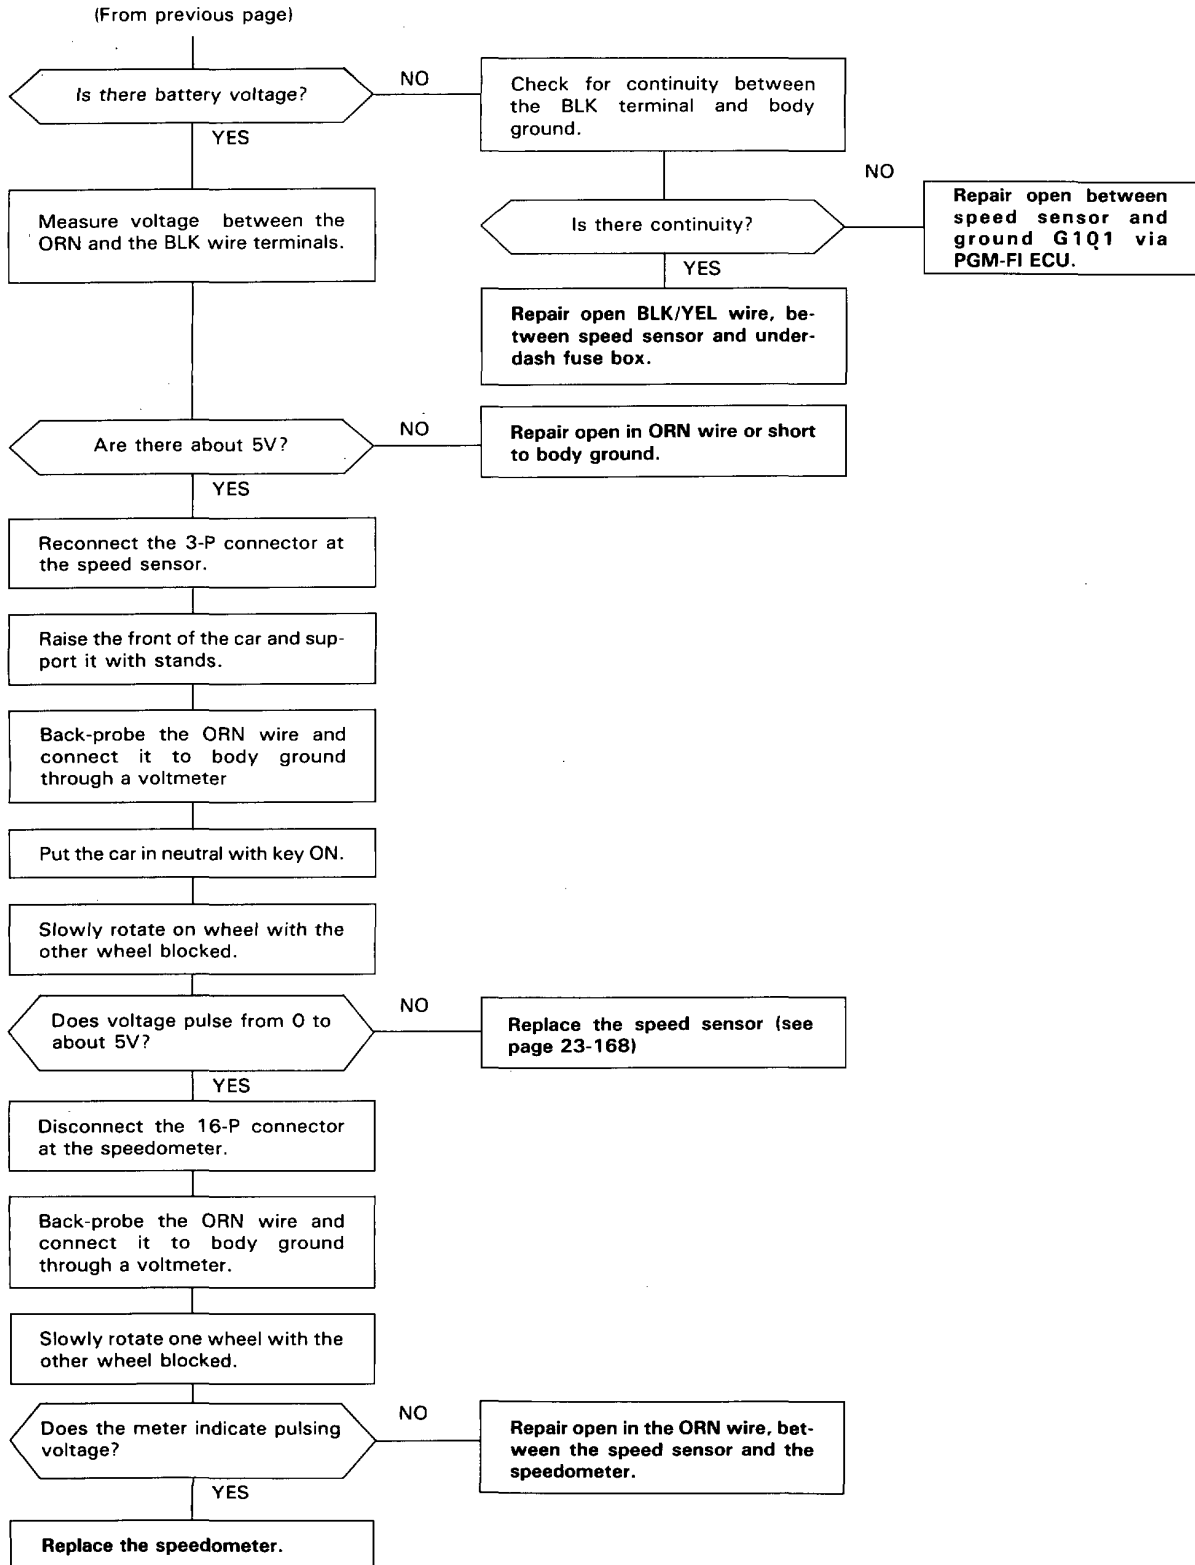 (From previous page)
Is there battery voltage?
NO
Check for continuity between
the BLK terminal and body
ground.
YES
NO
Measure voltage between the
ORN and the BLK wire terminals.
Is there continuity?
Repair open between
speed sensor and
ground G101 via
PGM-FI ECU.
YES
Repair open BLK/YEL wire, be-
tween speed sensor and under-
dash fuse box.
Are there about 5V?
NO
Repair open in ORN wire or short
to body ground.
YES
Reconnect the 3-P connector at
the speed sensor.
Raise the front of the car and sup-
port it with stands.
Back-probe the ORN wire and
connect it to body ground
through a voltmeter
Put the car in neutral with key ON.
Slowly rotate on wheel with the
other wheel blocked.
Does voltage pulse from 0 to
about 5V?
NO
Replace the speed sensor (see
page 23-168)
YES
Disconnect the 16-P connector
at the speedometer.
Back-probe the ORN wire and
connect it to body ground
through a voltmeter.
Slowly rotate one wheel with the
other wheel blocked.
Does the meter indicate pulsing
voltage?
NO
Repair open in the ORN wire, bet-
ween the speed sensor and the
speedometer.
YES
Replace the speedometer.